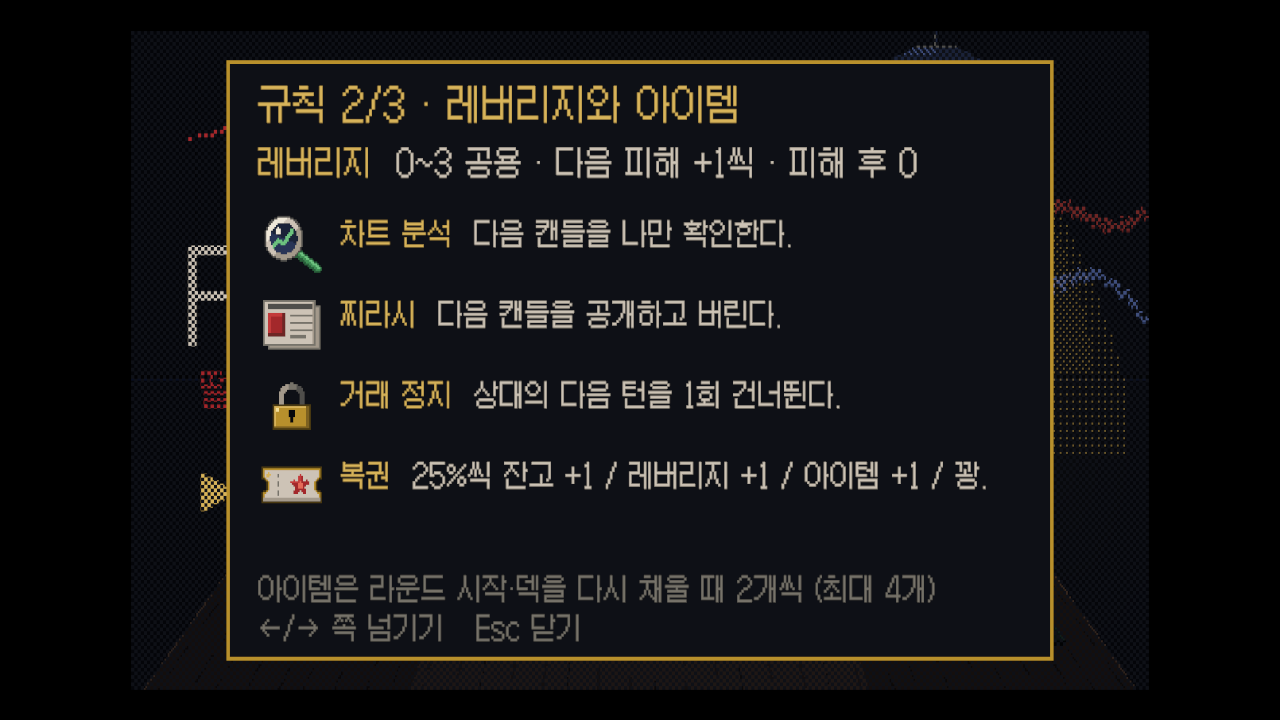 규칙 2/3 · 레버리지와 아이템
레버리지 0~3 공용 · 다음 피해 +1씩 · 피해 후 0
차트 분석 다음 캔들을 나만 확인한다.
찌라시 다음 캔들을 공개하고 버린다.
거래 정지 상대의 다음 턴을 1회 건너뛴다.
복권 25%씩 잔고 +1 / 레버리지 +1 / 아이템 +1 / 꽝.
아이템은 라운드 시작·덱을 다시 채울 때 2개씩 (최대 4개)
←/→ 쪽 넘기기 Esc 닫기